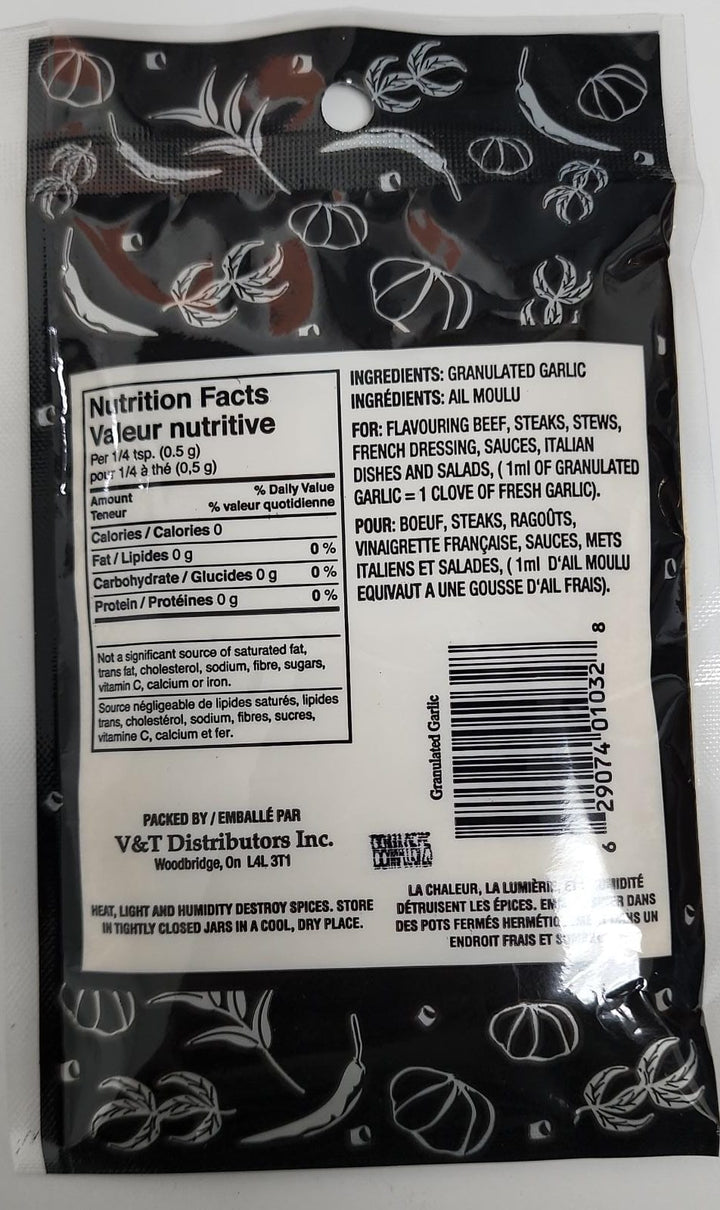 Nutrition Facts
Valeur nutritive
Per 1/4 tsp. (0.5 g)
pour 1/4 à thé (0,5 g)
Amount % Daily Value
Teneur % valeur quotidienne
Calories / Calories 0
Fat / Lipides 0 g 0 %
Carbohydrate / Glucides 0 g 0 %
Protein / Protéines 0 g 0 %
Not a significant source of saturated fat,
trans fat, cholesterol, sodium, fibre, sugars,
vitamin C, calcium or iron.
Source négligeable de lipides saturés, lipides
trans, cholestérol, sodium, fibres, sucres,
vitamine C, calcium et fer.
INGREDIENTS: GRANULATED GARLIC
INGRÉDIENTS: AIL MOULU
FOR: FLAVOURING BEEF, STEAKS, STEWS,
FRENCH DRESSING, SAUCES, ITALIAN
DISHES AND SALADS, ( 1ml OF GRANULATED
GARLIC = 1 CLOVE OF FRESH GARLIC).
POUR: BOEUF, STEAKS, RAGOÛTS,
VINAIGRETTE FRANÇAISE, SAUCES, METS
ITALIENS ET SALADES, ( 1ml D'AIL MOULU
EQUIVAUT A UNE GOUSSE D'AIL FRAIS).
Granulated Garlic
6 29074 01032 8
PACKED BY / EMBALLÉ PAR
V&T Distributors Inc.
Woodbridge, On L4L 3T1
HEAT, LIGHT AND HUMIDITY DESTROY SPICES. STORE
IN TIGHTLY CLOSED JARS IN A COOL, DRY PLACE.
LA CHALEUR, LA LUMIÈRE
DÉTRUISENT LES ÉPICES. DANS
DES POTS FERMÉS UN
ENDROIT FRAIS ET